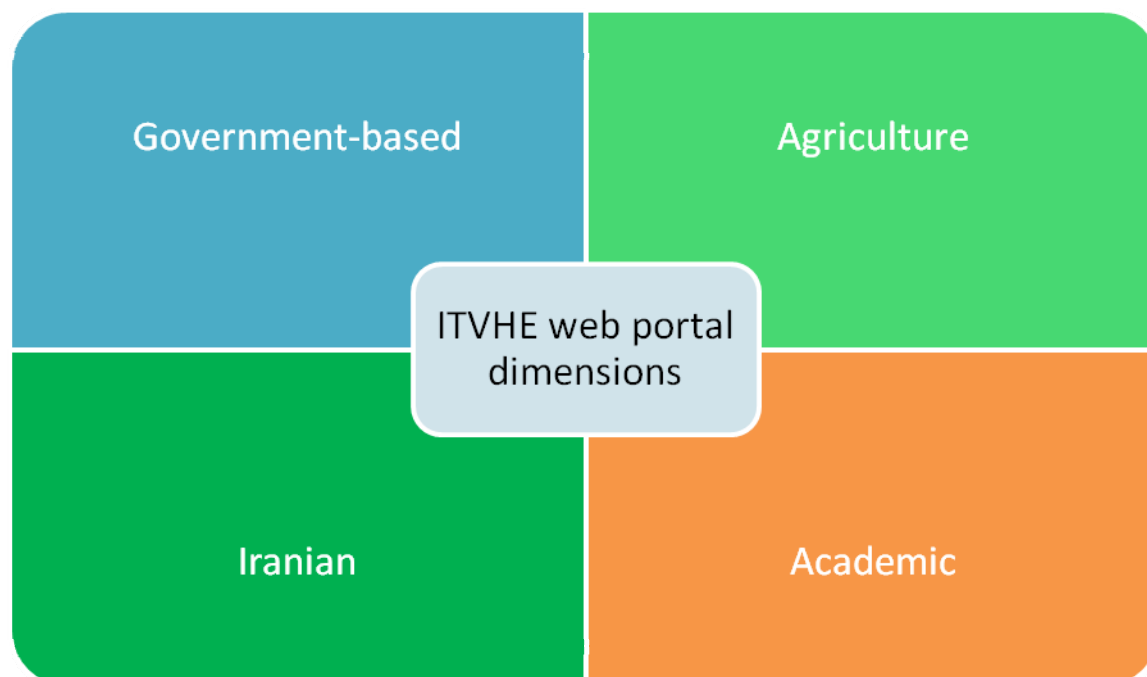 Government-based
Agriculture
ITVHE web portal
dimensions
Iranian
Academic